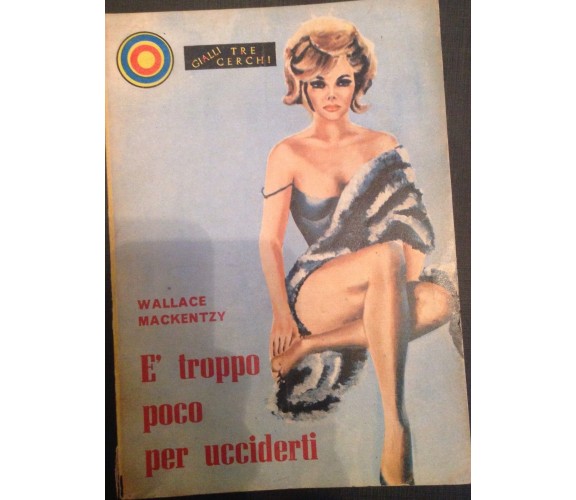 GIALLI TRE
CERCHI
WALLACE
MACKENTZY
E' troppo
poco
per ucciderti